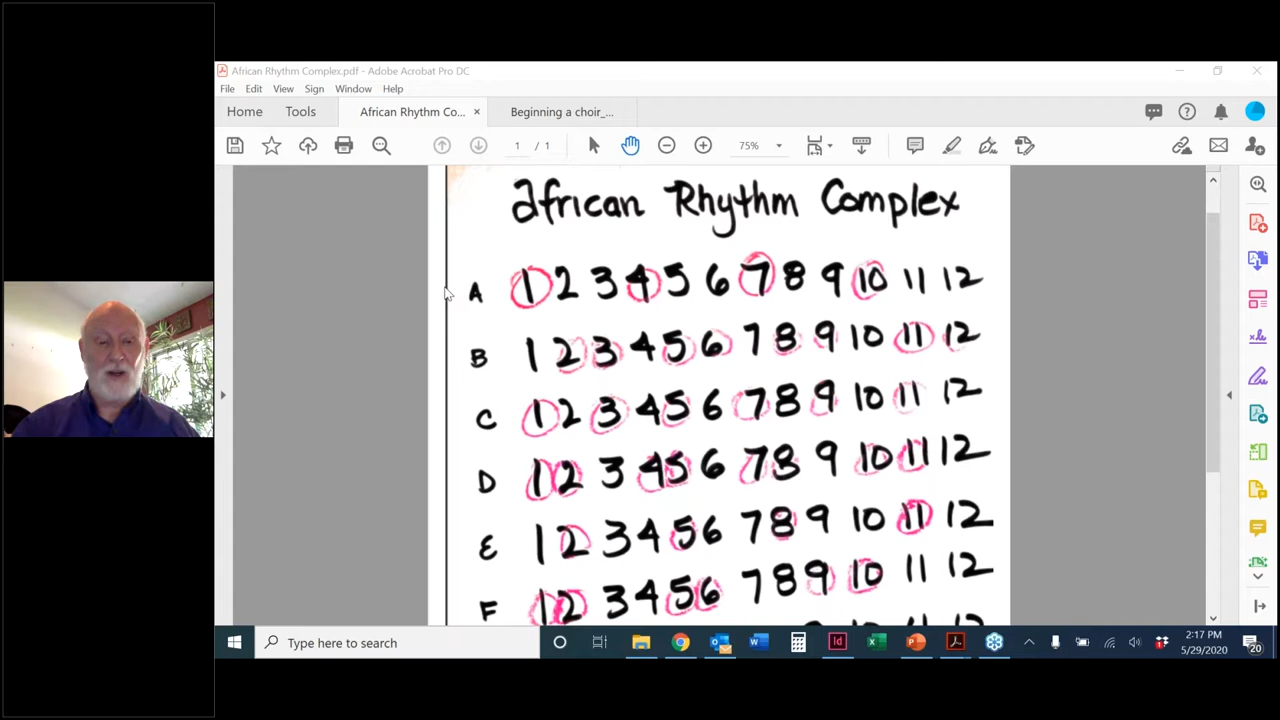 African Rhythm Complex.pdf - Adobe Acrobat Pro DC
File Edit View Sign Window Help
Home Tools African Rhythm Co... × Beginning a choir_...
1 / 1 75%
african Rhythm Complex
A 1 2 3 4 5 6 7 8 9 10 11 12
B 1 2 3 4 5 6 7 8 9 10 11 12
C 1 2 3 4 5 6 7 8 9 10 11 12
D 1 2 3 4 5 6 7 8 9 10 11 12
E 1 2 3 4 5 6 7 8 9 10 11 12
F 1 2 3 4 5 6 7 8 9 10 11 12
Type here to search
2:17 PM
5/29/2020
20